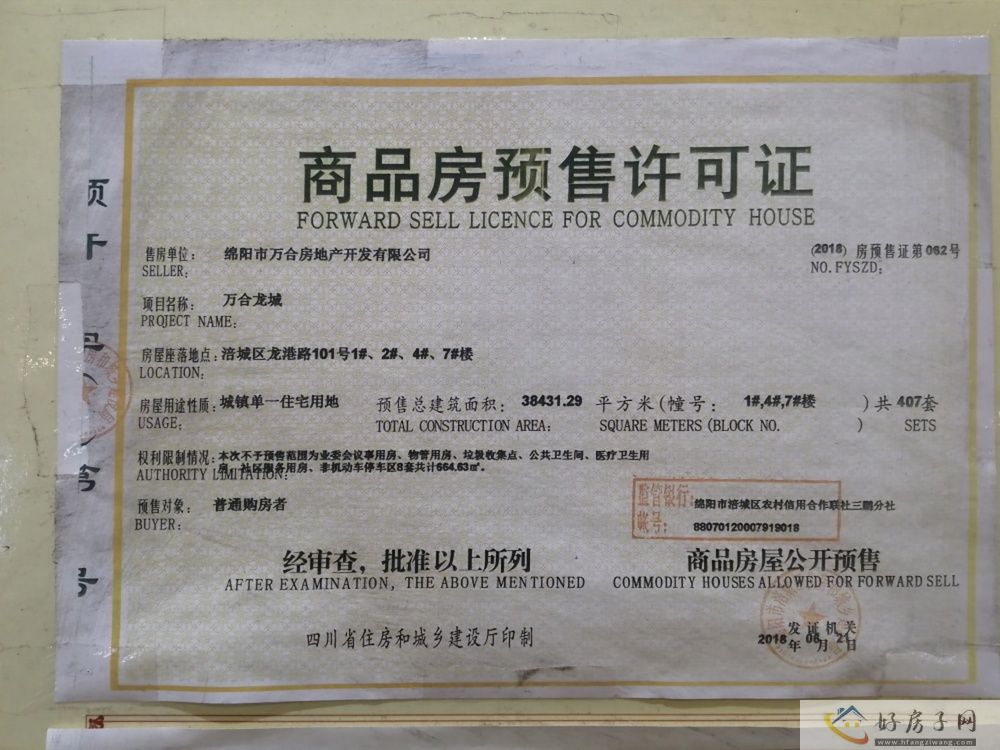 商品房预售许可证
FORWARD SELL LICENCE FOR COMMODITY HOUSE
售房单位： 绵阳市万合房地产开发有限公司
SELLER:
(2018) 房预售证第062号
NO.FYSZD:
项目名称： 万合龙城
PROJECT NAME:
房屋座落地点：涪城区龙港路101号1#、2#、4#、7#楼
LOCATION:
房屋用途性质：城镇单一住宅用地 预售总建筑面积： 38431.29 平方米(幢号： 1#,4#,7#楼 )共 407套
USAGE: TOTAL CONSTRUCTION AREA: SQUARE METERS (BLOCK NO. ) SETS
权利限制情况：本次不予预售范围为业委会议事用房、物管用房、垃圾收集点、公共卫生间、医疗卫生用
房、社区服务用房、非机动车停车区8套共计664.63㎡。
AUTHORITY LIMITATION:
预售对象： 普通购房者
BUYER:
监管银行：绵阳市涪城区农村信用合作联社三鹏分社
帐号： 88070120007919018
经审查，批准以上所列 商品房屋公开预售
AFTER EXAMINATION, THE ABOVE MENTIONED COMMODITY HOUSES ALLOWED FOR FORWARD SELL
四川省住房和城乡建设厅印制
发证机关
2018 年 06 月 21 日
好房子网
www.hfangziwang.com